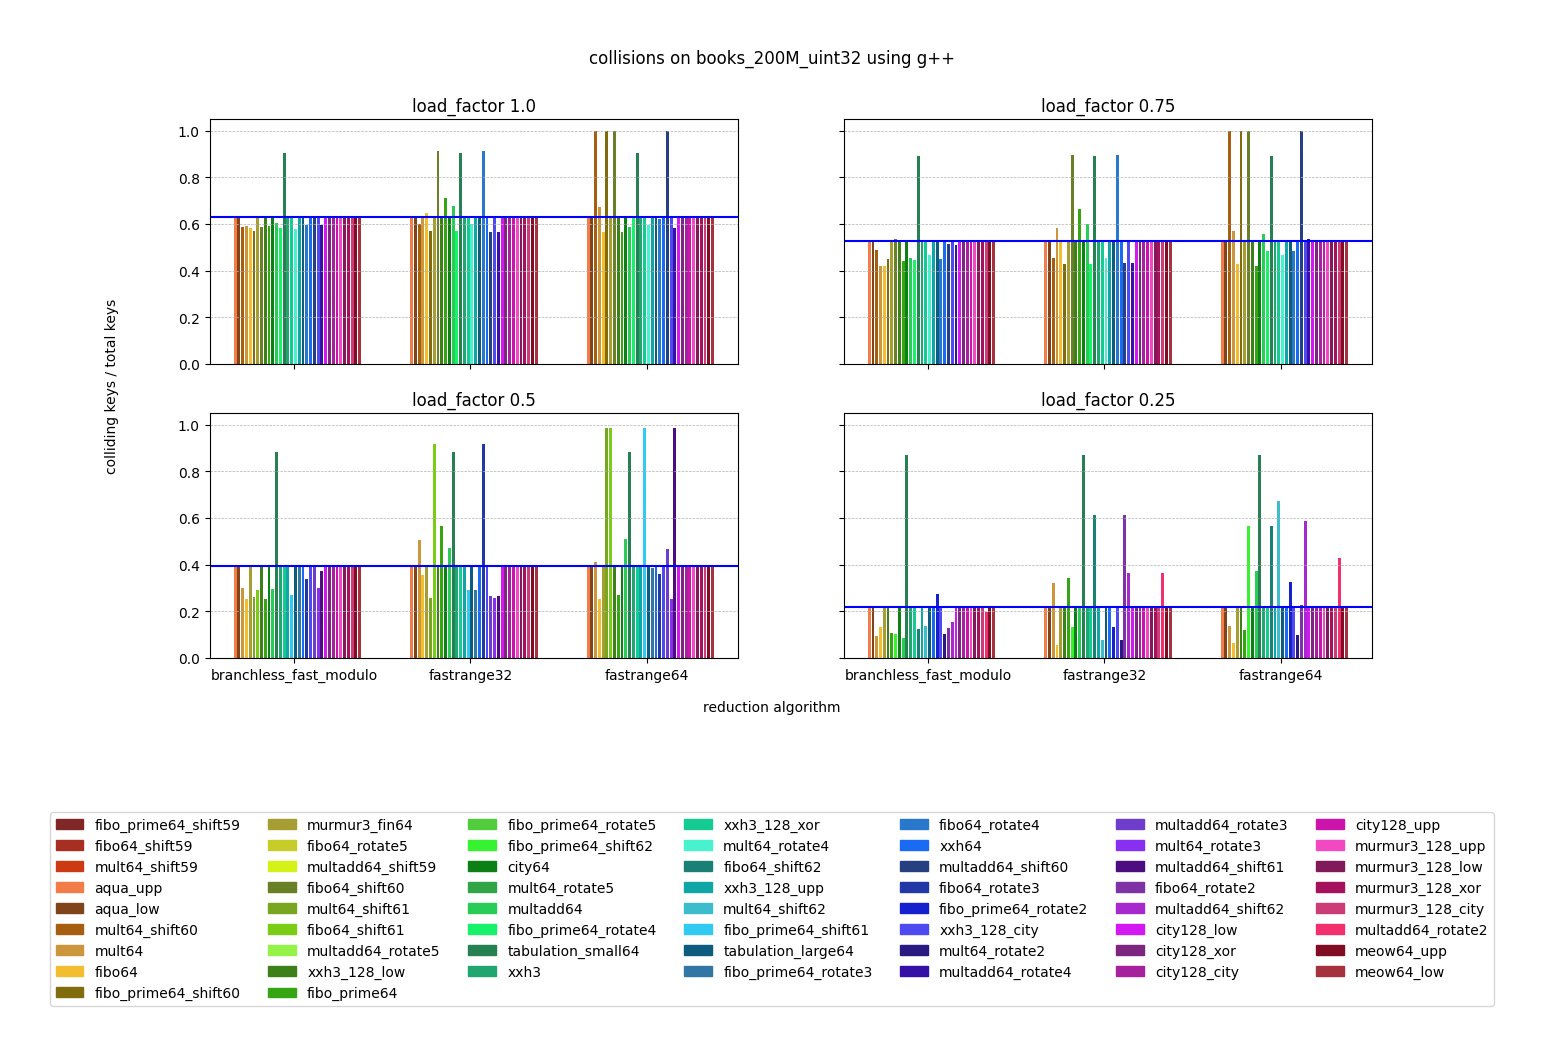 collisions on books_200M_uint32 using g++
load_factor 1.0
load_factor 0.75
1.0
0.8
0.6
0.4
0.2
0.0
colliding keys / total keys
load_factor 0.5
load_factor 0.25
1.0
0.8
0.6
0.4
0.2
0.0
branchless_fast_modulo fastrange32 fastrange64
branchless_fast_modulo fastrange32 fastrange64
reduction algorithm
fibo_prime64_shift59
fibo64_shift59
mult64_shift59
aqua_upp
aqua_low
mult64_shift60
mult64
fibo64
fibo_prime64_shift60
murmur3_fin64
fibo64_rotate5
multadd64_shift59
fibo64_shift60
mult64_shift61
fibo64_shift61
multadd64_rotate5
xxh3_128_low
fibo_prime64
fibo_prime64_rotate5
fibo_prime64_shift62
city64
mult64_rotate5
multadd64
fibo_prime64_rotate4
tabulation_small64
xxh3
xxh3_128_xor
mult64_rotate4
fibo64_shift62
xxh3_128_upp
mult64_shift62
fibo_prime64_shift61
tabulation_large64
fibo_prime64_rotate3
fibo64_rotate4
xxh64
multadd64_shift60
fibo64_rotate3
fibo_prime64_rotate2
xxh3_128_city
mult64_rotate2
multadd64_rotate4
multadd64_rotate3
mult64_rotate3
multadd64_shift61
fibo64_rotate2
multadd64_shift62
city128_low
city128_xor
city128_city
city128_upp
murmur3_128_upp
murmur3_128_low
murmur3_128_xor
murmur3_128_city
multadd64_rotate2
meow64_upp
meow64_low